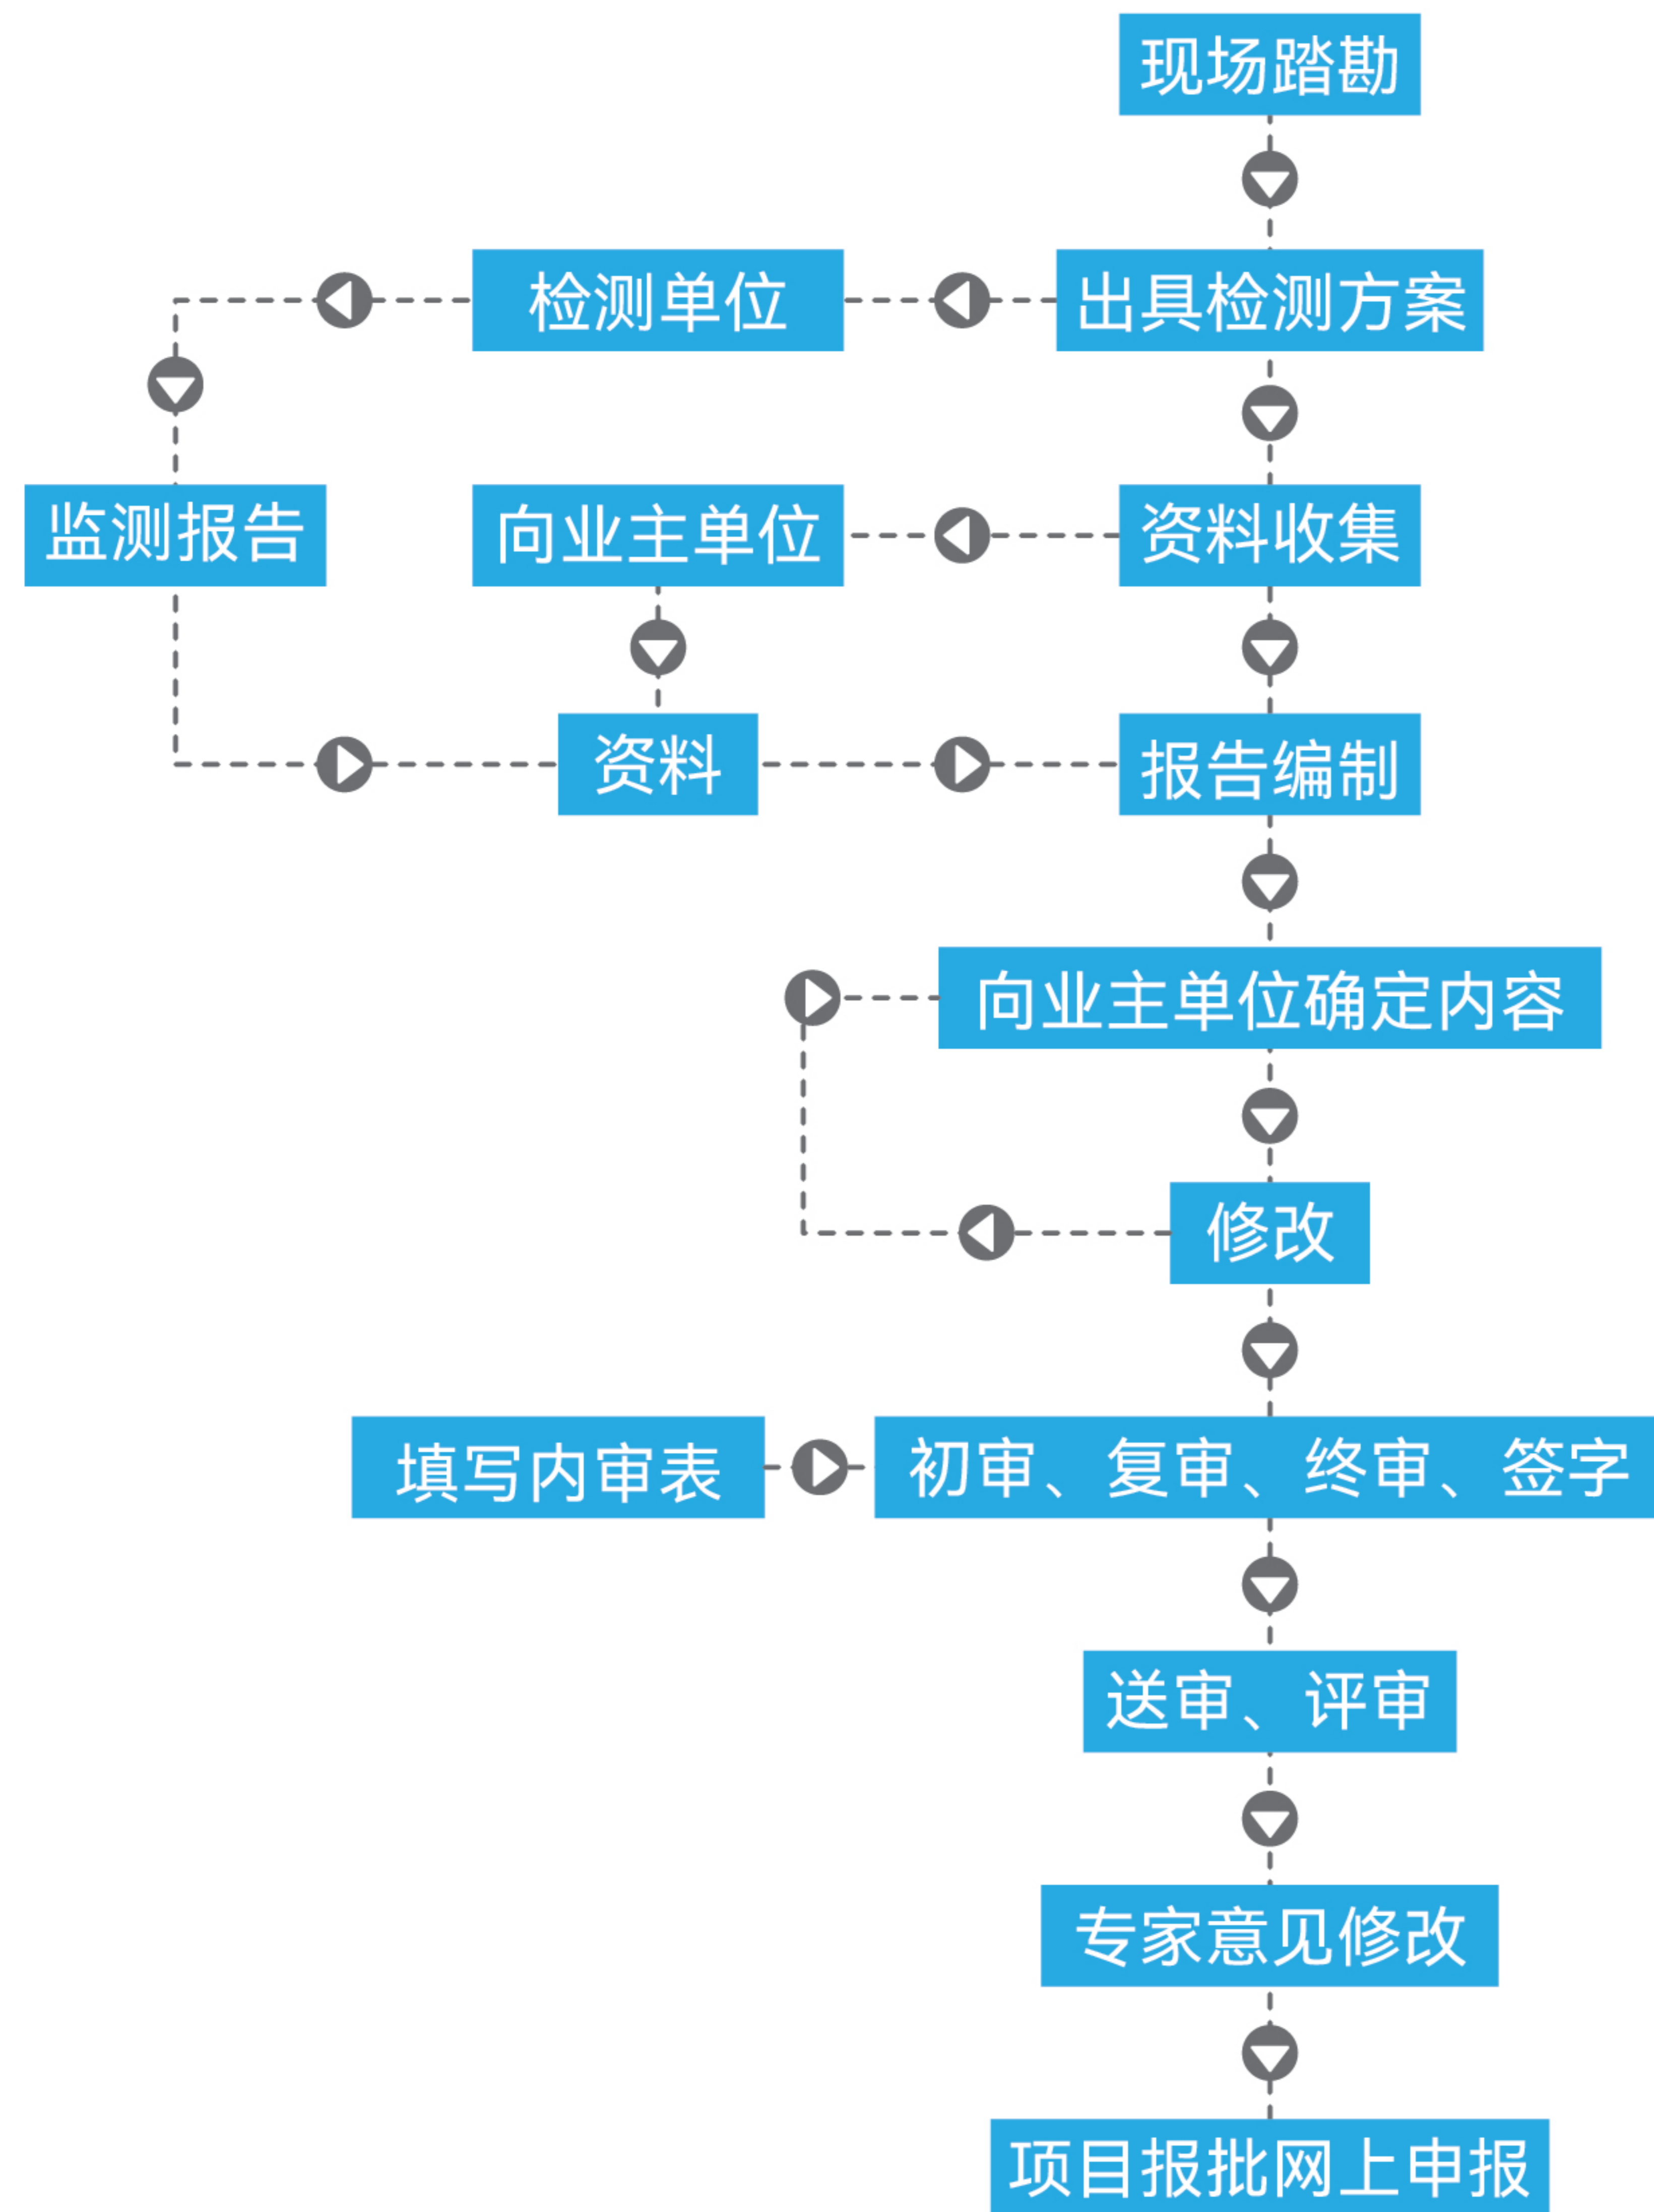 现场踏勘
检测单位
出具检测方案
监测报告
向业主单位
资料收集
资料
报告编制
向业主单位确定内容
修改
填写内审表
初审、复审、终审、签字
送审、评审
专家意见修改
项目报批网上申报